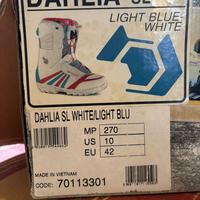 DAHLIA SL
LIGHT BLUE-
WHITE
DAHLIA SL WHITE/LIGHT BLU
MP 270
US 10
EU 42
MADE IN VIETNAM
CODE: 70113301